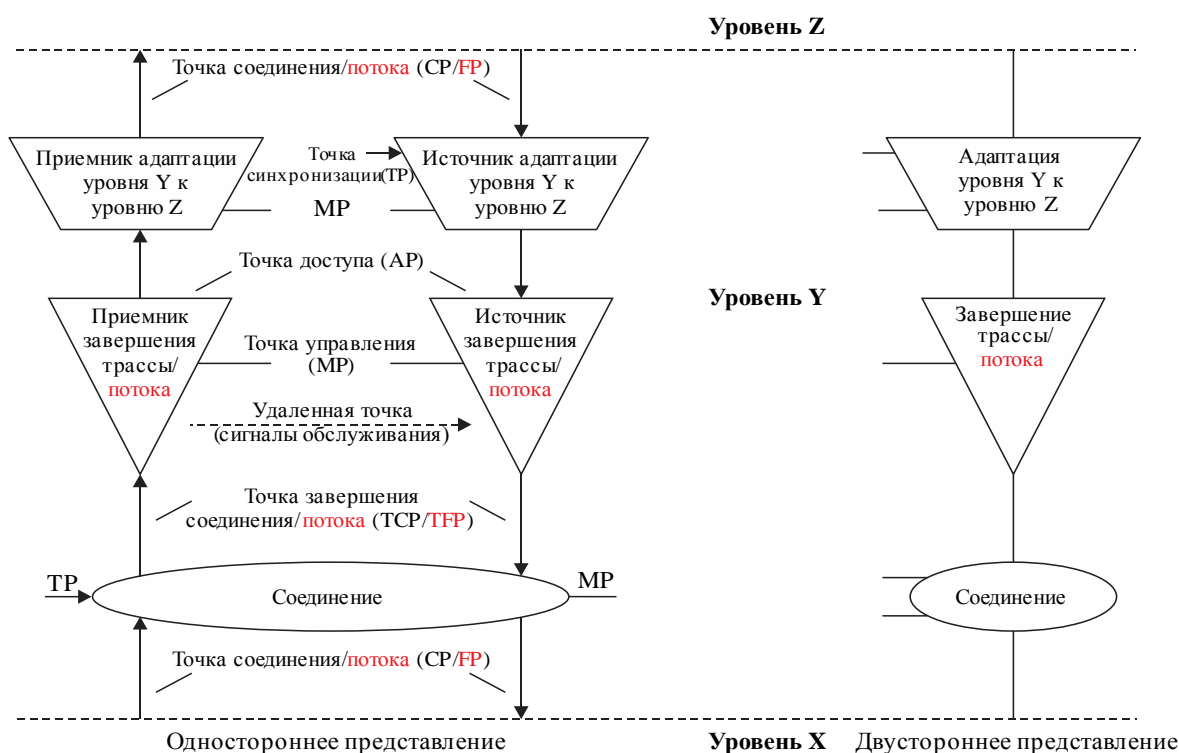 Уровень Z
Точка соединения/потока (CP/FP)
Приемник адаптации
уровня Y к
уровню Z
Точка
синхронизации(TP)
MP
Источник адаптации
уровня Y к
уровню Z
Адаптация
уровня Y к
уровню Z
Точка доступа (AP)
Уровень Y
Приемник
завершения
трассы/
потока
Точка управления
(MP)
Источник
завершения
трассы/
потока
Завершение
трассы/
потока
Удаленная точка
(сигналы обслуживания)
Точка завершения
соединения/потока (TCP/TFP)
TP
Соединение
MP
Соединение
Точка соединения/потока (CP/FP)
Одностороннее представление
Уровень X
Двустороннее представление